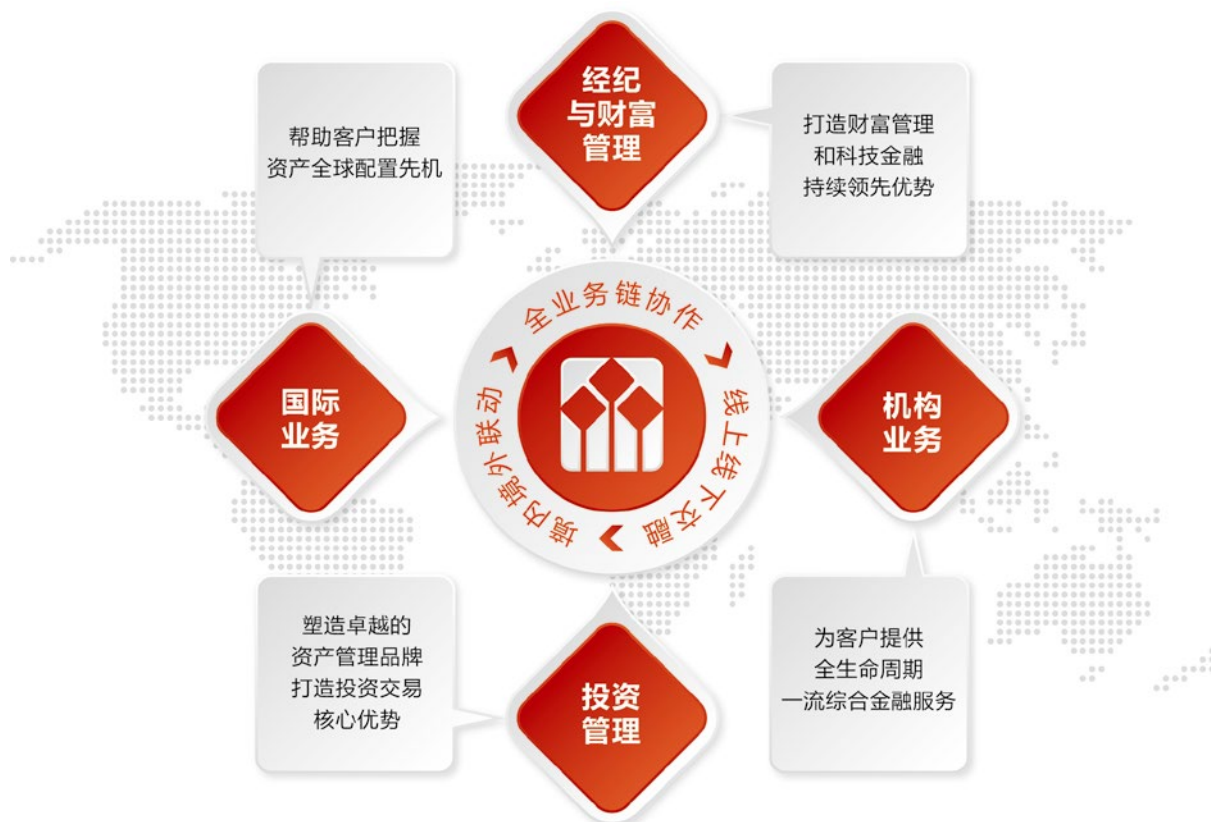 经纪
与财富
管理
打造财富管理
和科技金融
持续领先优势
帮助客户把握
资产全球配置先机
全业务链协作
线上线下交融
境内境外联动
国际
业务
机构
业务
塑造卓越的
资产管理品牌
打造投资交易
核心优势
投资
管理
为客户提供
全生命周期
一流综合金融服务